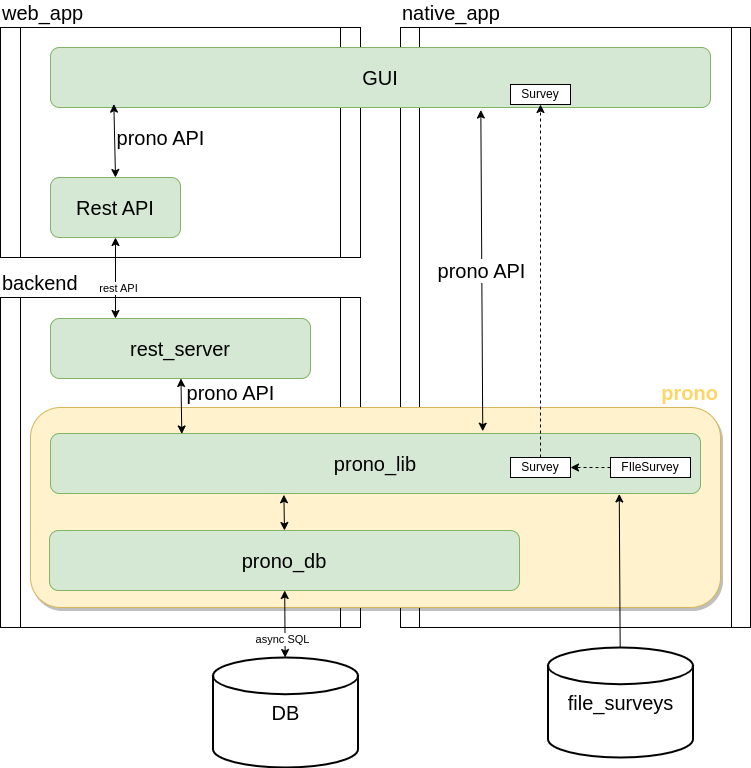 web_app
native_app
GUI
Survey
prono API
Rest API
prono API
backend
rest API
rest_server
prono API
prono
prono_lib
Survey
FIleSurvey
prono_db
async SQL
DB
file_surveys